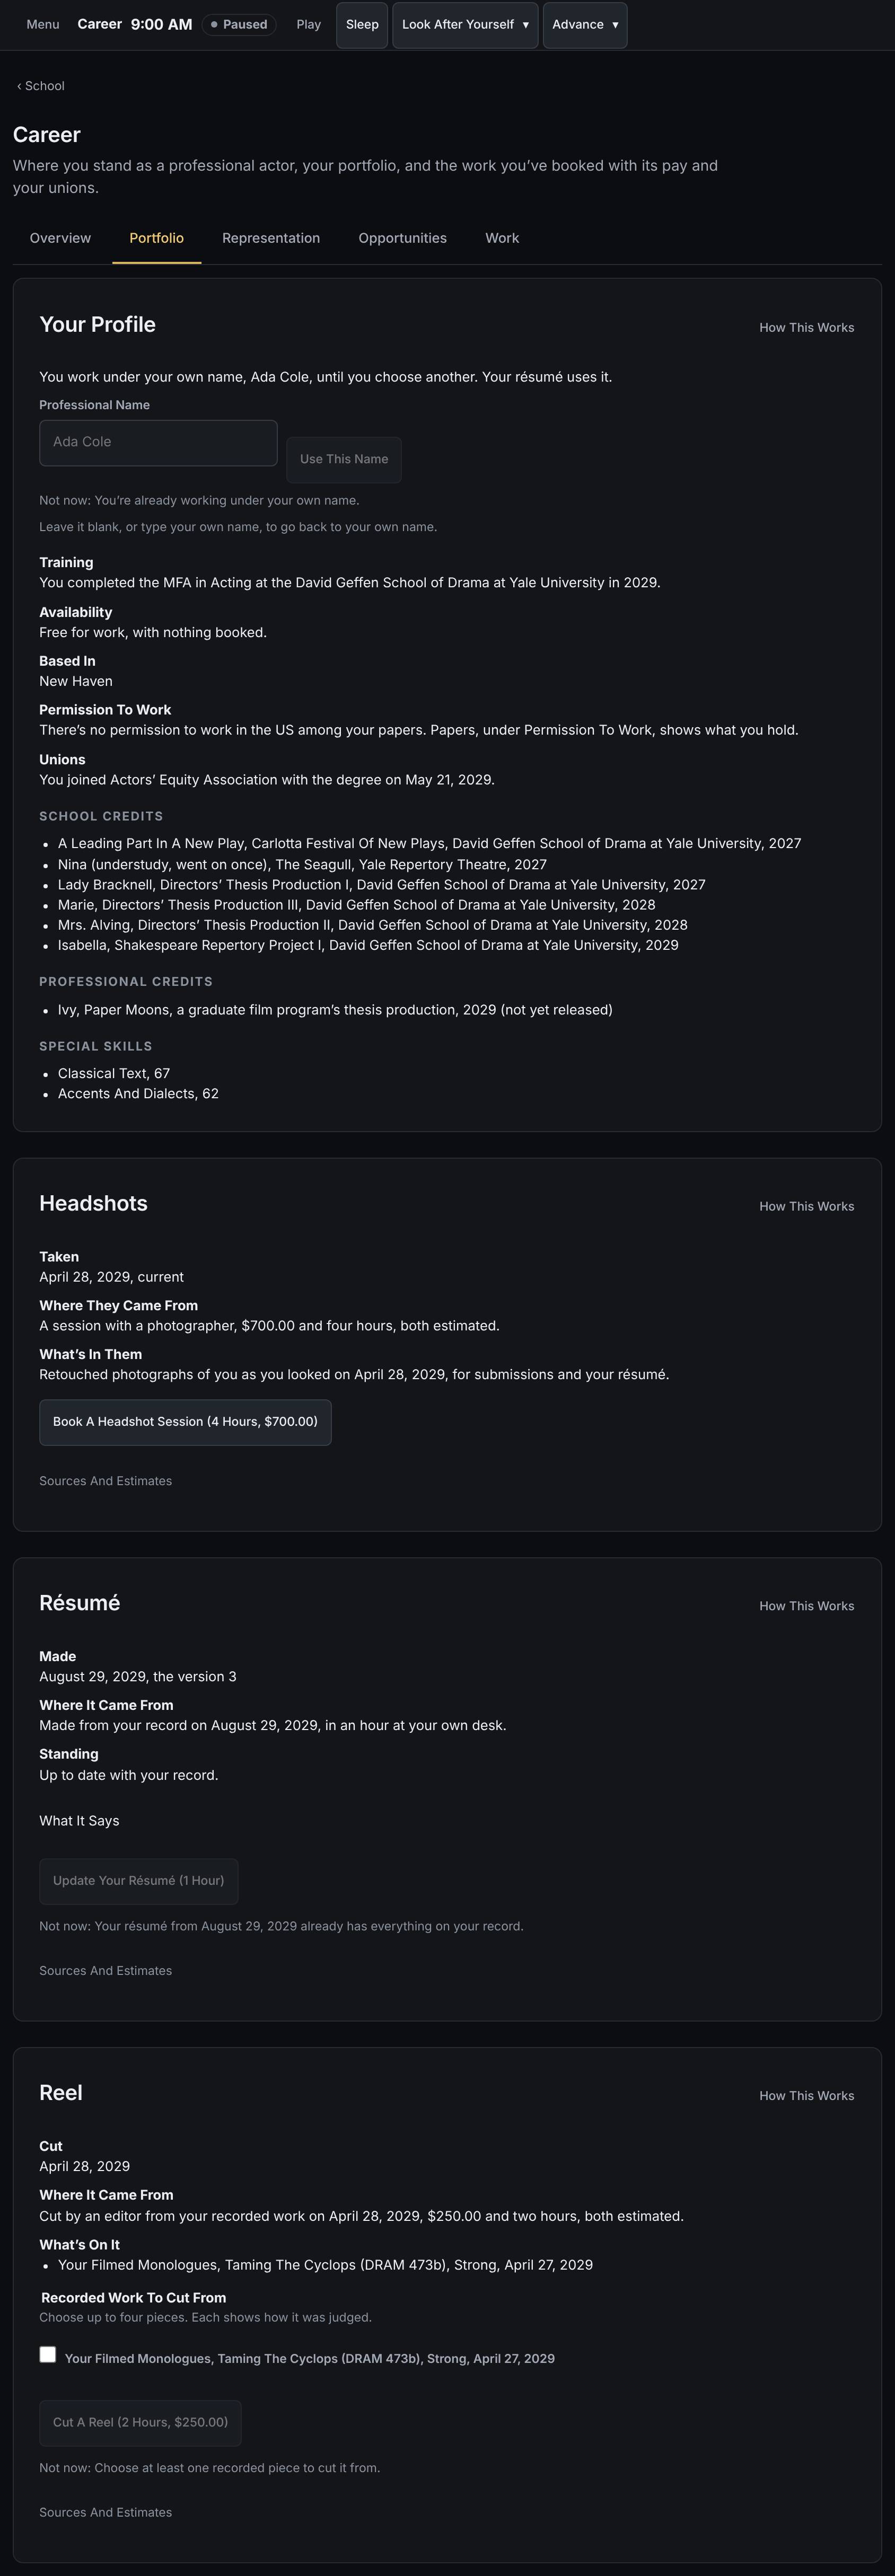 Menu Career 9:00 AM Paused Play Sleep Look After Yourself ▾ Advance ▾
‹ School
Career
Where you stand as a professional actor, your portfolio, and the work you’ve booked with its pay and
your unions.
Overview Portfolio Representation Opportunities Work
Your Profile How This Works
You work under your own name, Ada Cole, until you choose another. Your résumé uses it.
Professional Name
Ada Cole
Use This Name
Not now: You’re already working under your own name.
Leave it blank, or type your own name, to go back to your own name.
Training
You completed the MFA in Acting at the David Geffen School of Drama at Yale University in 2029.
Availability
Free for work, with nothing booked.
Based In
New Haven
Permission To Work
There’s no permission to work in the US among your papers. Papers, under Permission To Work, shows what you hold.
Unions
You joined Actors’ Equity Association with the degree on May 21, 2029.
SCHOOL CREDITS
• A Leading Part In A New Play, Carlotta Festival Of New Plays, David Geffen School of Drama at Yale University, 2027
• Nina (understudy, went on once), The Seagull, Yale Repertory Theatre, 2027
• Lady Bracknell, Directors’ Thesis Production I, David Geffen School of Drama at Yale University, 2027
• Marie, Directors’ Thesis Production III, David Geffen School of Drama at Yale University, 2028
• Mrs. Alving, Directors’ Thesis Production II, David Geffen School of Drama at Yale University, 2028
• Isabella, Shakespeare Repertory Project I, David Geffen School of Drama at Yale University, 2029
PROFESSIONAL CREDITS
• Ivy, Paper Moons, a graduate film program’s thesis production, 2029 (not yet released)
SPECIAL SKILLS
• Classical Text, 67
• Accents And Dialects, 62
Headshots How This Works
Taken
April 28, 2029, current
Where They Came From
A session with a photographer, $700.00 and four hours, both estimated.
What’s In Them
Retouched photographs of you as you looked on April 28, 2029, for submissions and your résumé.
Book A Headshot Session (4 Hours, $700.00)
Sources And Estimates
Résumé How This Works
Made
August 29, 2029, the version 3
Where It Came From
Made from your record on August 29, 2029, in an hour at your own desk.
Standing
Up to date with your record.
What It Says
Update Your Résumé (1 Hour)
Not now: Your résumé from August 29, 2029 already has everything on your record.
Sources And Estimates
Reel How This Works
Cut
April 28, 2029
Where It Came From
Cut by an editor from your recorded work on April 28, 2029, $250.00 and two hours, both estimated.
What’s On It
• Your Filmed Monologues, Taming The Cyclops (DRAM 473b), Strong, April 27, 2029
Recorded Work To Cut From
Choose up to four pieces. Each shows how it was judged.
Your Filmed Monologues, Taming The Cyclops (DRAM 473b), Strong, April 27, 2029
Cut A Reel (2 Hours, $250.00)
Not now: Choose at least one recorded piece to cut it from.
Sources And Estimates